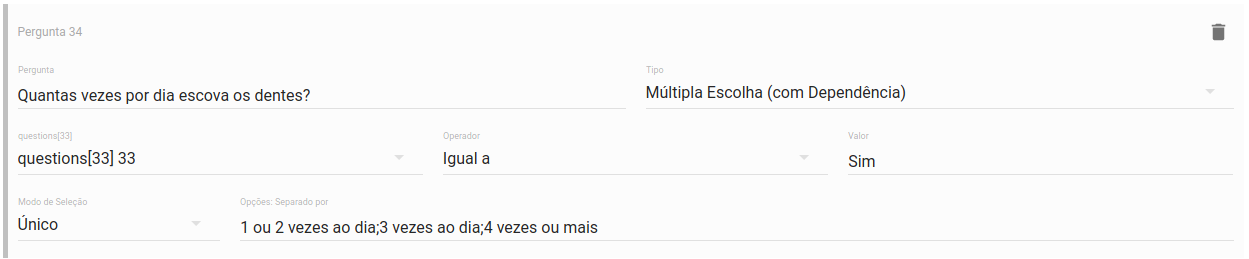 Pergunta 34
Pergunta
Tipo
Quantas vezes por dia escova os dentes?
Múltipla Escolha (com Dependência)
questions[33]
Operador
Valor
questions[33] 33
Igual a
Sim
Modo de Seleção
Opções: Separado por
Único
1 ou 2 vezes ao dia;3 vezes ao dia;4 vezes ou mais